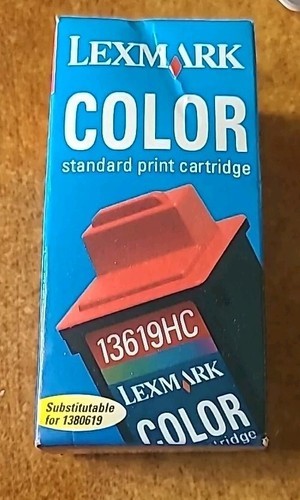 LEXMARK
COLOR
standard print cartridge
13619HC
LEXMARK
COLOR
Substitutable
for 1380619